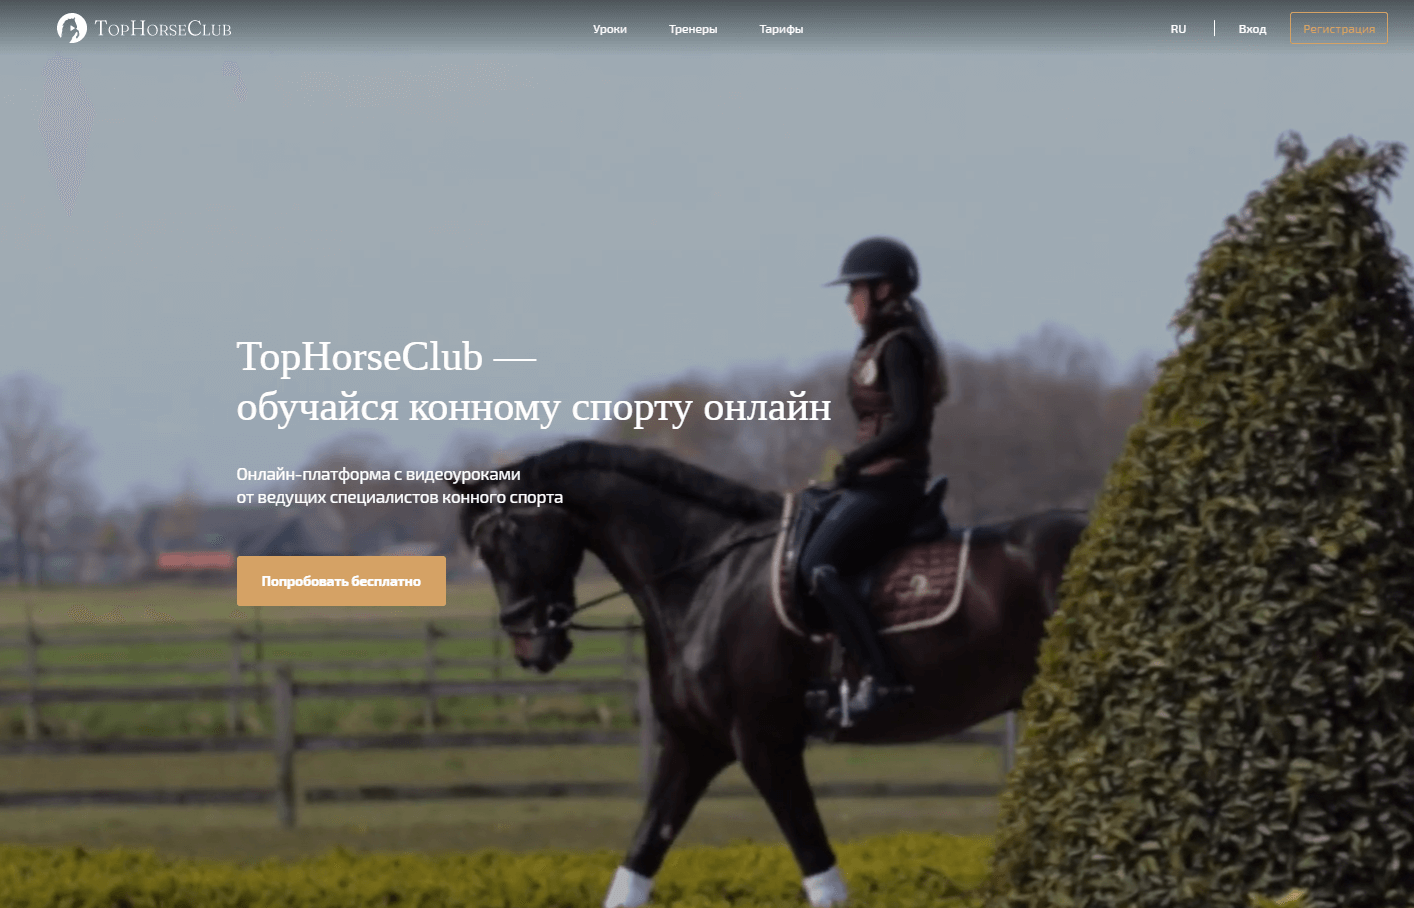 TopHorseClub
Уроки
Тренеры
Тарифы
RU
Вход
Регистрация
TopHorseClub —
обучайся конному спорту онлайн
Онлайн-платформа с видеоуроками
от ведущих специалистов конного спорта
Попробовать бесплатно